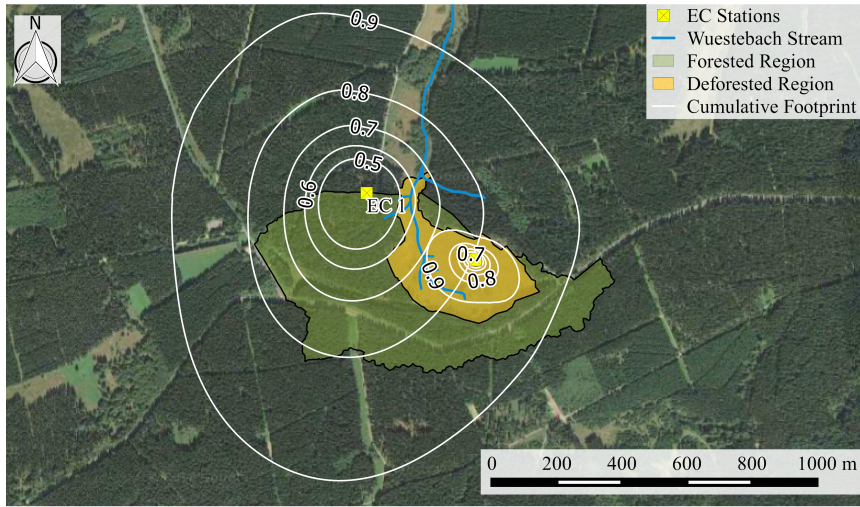 N
EC Stations
Wuestebach Stream
Forested Region
Deforested Region
Cumulative Footprint
0.9
0.8
0.7
0.5
0.6
EC 1
0.7
0.9
0.8
0 200 400 600 800 1000 m